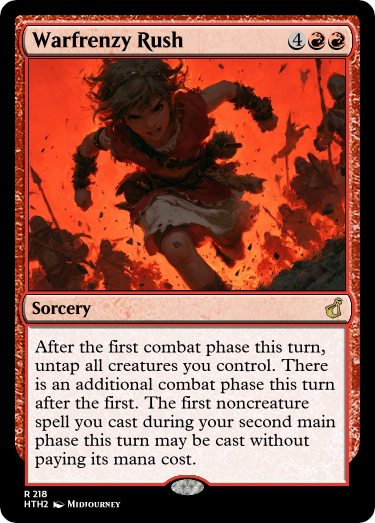 Warfrenzy Rush 4
Sorcery
After the first combat phase this turn,
untap all creatures you control. There
is an additional combat phase this turn
after the first. The first noncreature
spell you cast during your second main
phase this turn may be cast without
paying its mana cost.
R 218
HTH2 Midjourney